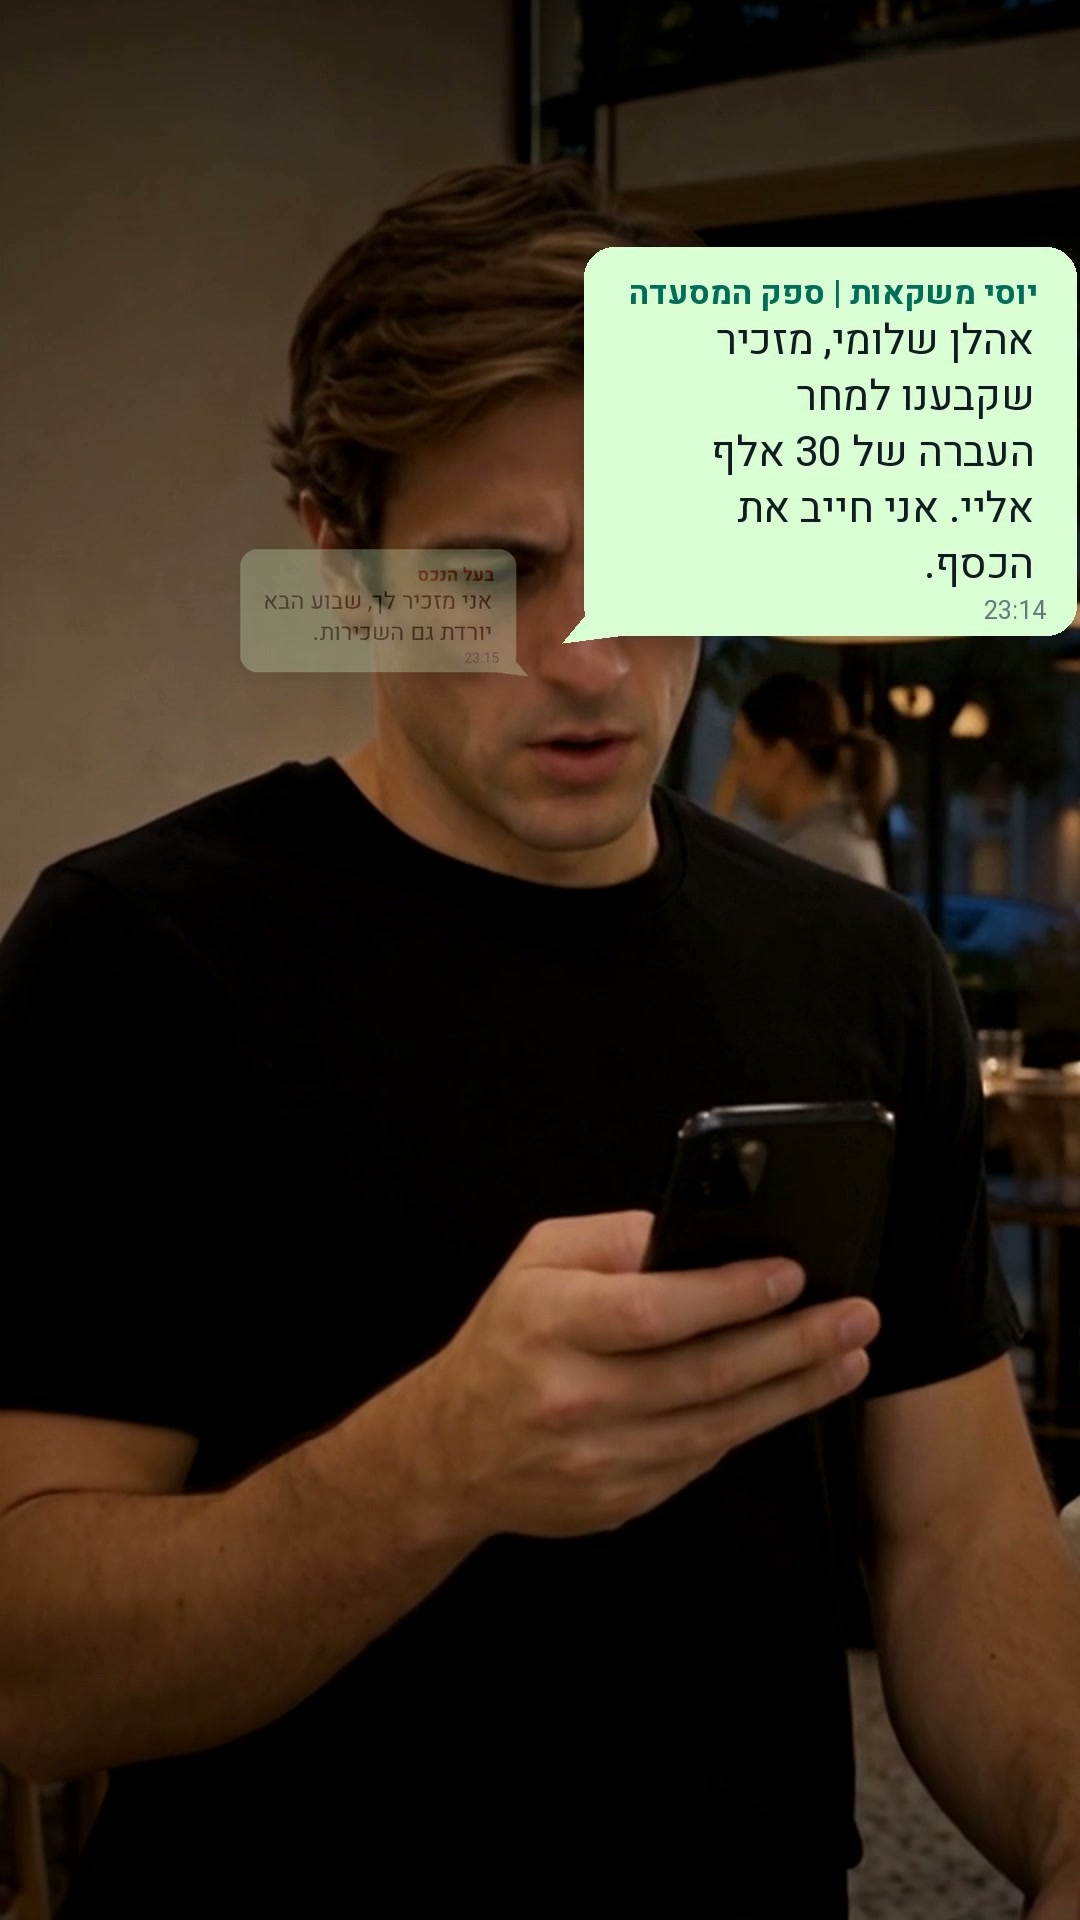 יוסי משקאות | ספק המסעדה
אהלן שלומי, מזכיר
שקבענו למחר
העברה של 30 אלף
אליי. אני חייב את
הכסף.
23:14
בעל הנכס
אני מזכיר לך, שבוע הבא
יורדת גם השכירות.
23:15